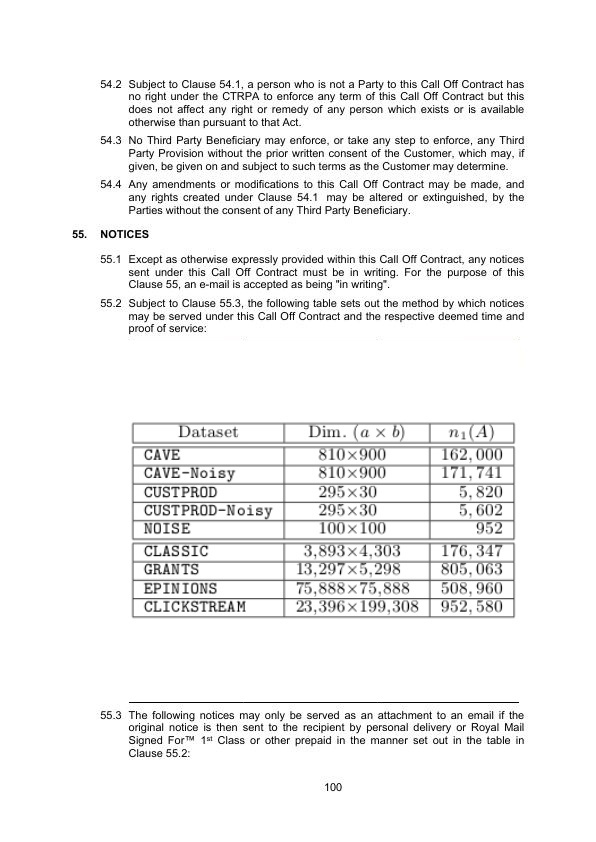 54.2 Subject to Clause 54.1, a person who is not a Party to this Call Off Contract has
no right under the CTRPA to enforce any term of this Call Off Contract but this
does not affect any right or remedy of any person which exists or is available
otherwise than pursuant to that Act.
54.3 No Third Party Beneficiary may enforce, or take any step to enforce, any Third
Party Provision without the prior written consent of the Customer, which may, if
given, be given on and subject to such terms as the Customer may determine.
54.4 Any amendments or modifications to this Call Off Contract may be made, and
any rights created under Clause 54.1 may be altered or extinguished, by the
Parties without the consent of any Third Party Beneficiary.
55. NOTICES
55.1 Except as otherwise expressly provided within this Call Off Contract, any notices
sent under this Call Off Contract must be in writing. For the purpose of this
Clause 55, an e-mail is accepted as being "in writing".
55.2 Subject to Clause 55.3, the following table sets out the method by which notices
may be served under this Call Off Contract and the respective deemed time and
proof of service:
Dataset Dim. (a × b) n₁(A)
CAVE 810×900 162,000
CAVE-Noisy 810×900 171,741
CUSTPROD 295×30 5,820
CUSTPROD-Noisy 295×30 5,602
NOISE 100×100 952
CLASSIC 3,893×4,303 176,347
GRANTS 13,297×5,298 805,063
EPINIONS 75,888×75,888 508,960
CLICKSTREAM 23,396×199,308 952,580
55.3 The following notices may only be served as an attachment to an email if the
original notice is then sent to the recipient by personal delivery or Royal Mail
Signed For™ 1st Class or other prepaid in the manner set out in the table in
Clause 55.2:
100